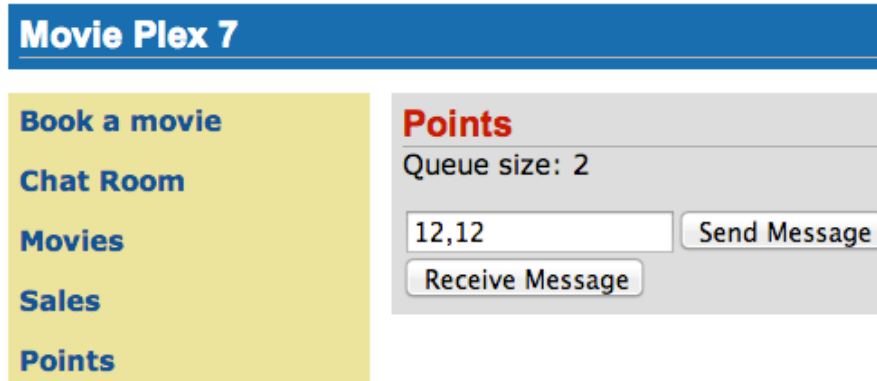 Movie Plex 7
Book a movie
Chat Room
Movies
Sales
Points
Points
Queue size: 2
12,12 Send Message
Receive Message